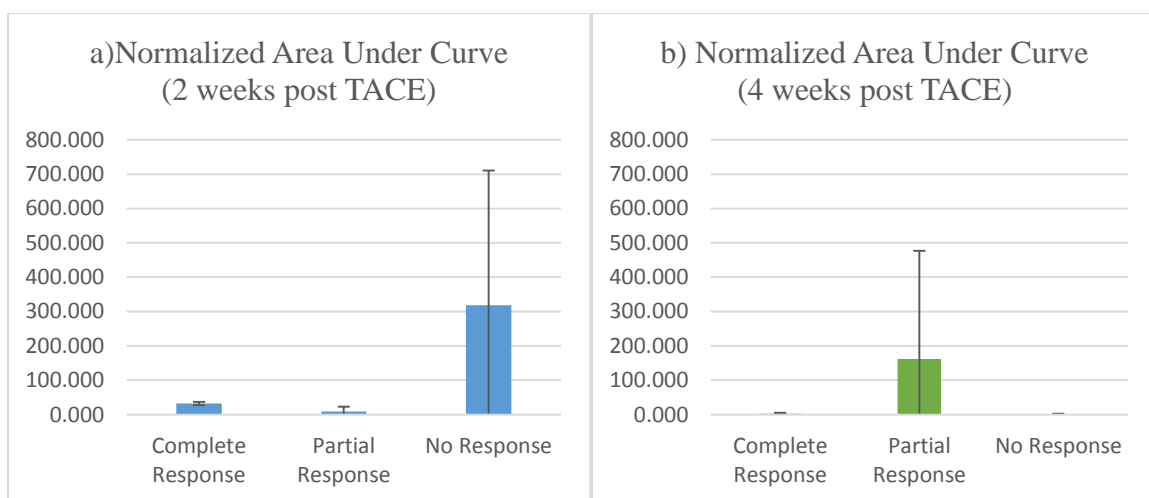 a)Normalized Area Under Curve
(2 weeks post TACE)
800.000
700.000
600.000
500.000
400.000
300.000
200.000
100.000
0.000
Complete
Response
Partial
Response
No Response
b) Normalized Area Under Curve
(4 weeks post TACE)
800.000
700.000
600.000
500.000
400.000
300.000
200.000
100.000
0.000
Complete
Response
Partial
Response
No Response